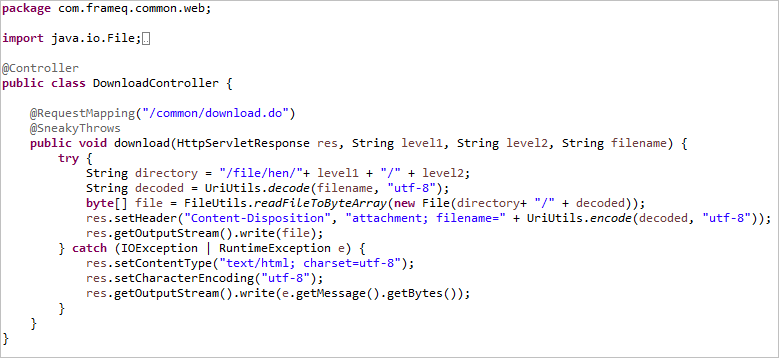 package com.frameq.common.web;
import java.io.File;
@Controller
public class DownloadController {
@RequestMapping("/common/download.do")
@SneakyThrows
public void download(HttpServletResponse res, String level1, String level2, String filename) {
try {
String directory = "/file/hen/"+ level1 + "/" + level2;
String decoded = UriUtils.decode(filename, "utf-8");
byte[] file = FileUtils.readFileToByteArray(new File(directory+ "/" + decoded));
res.setHeader("Content-Disposition", "attachment; filename=" + UriUtils.encode(decoded, "utf-8"));
res.getOutputStream().write(file);
} catch (IOException | RuntimeException e) {
res.setContentType("text/html; charset=utf-8");
res.setCharacterEncoding("utf-8");
res.getOutputStream().write(e.getMessage().getBytes());
}
}
}